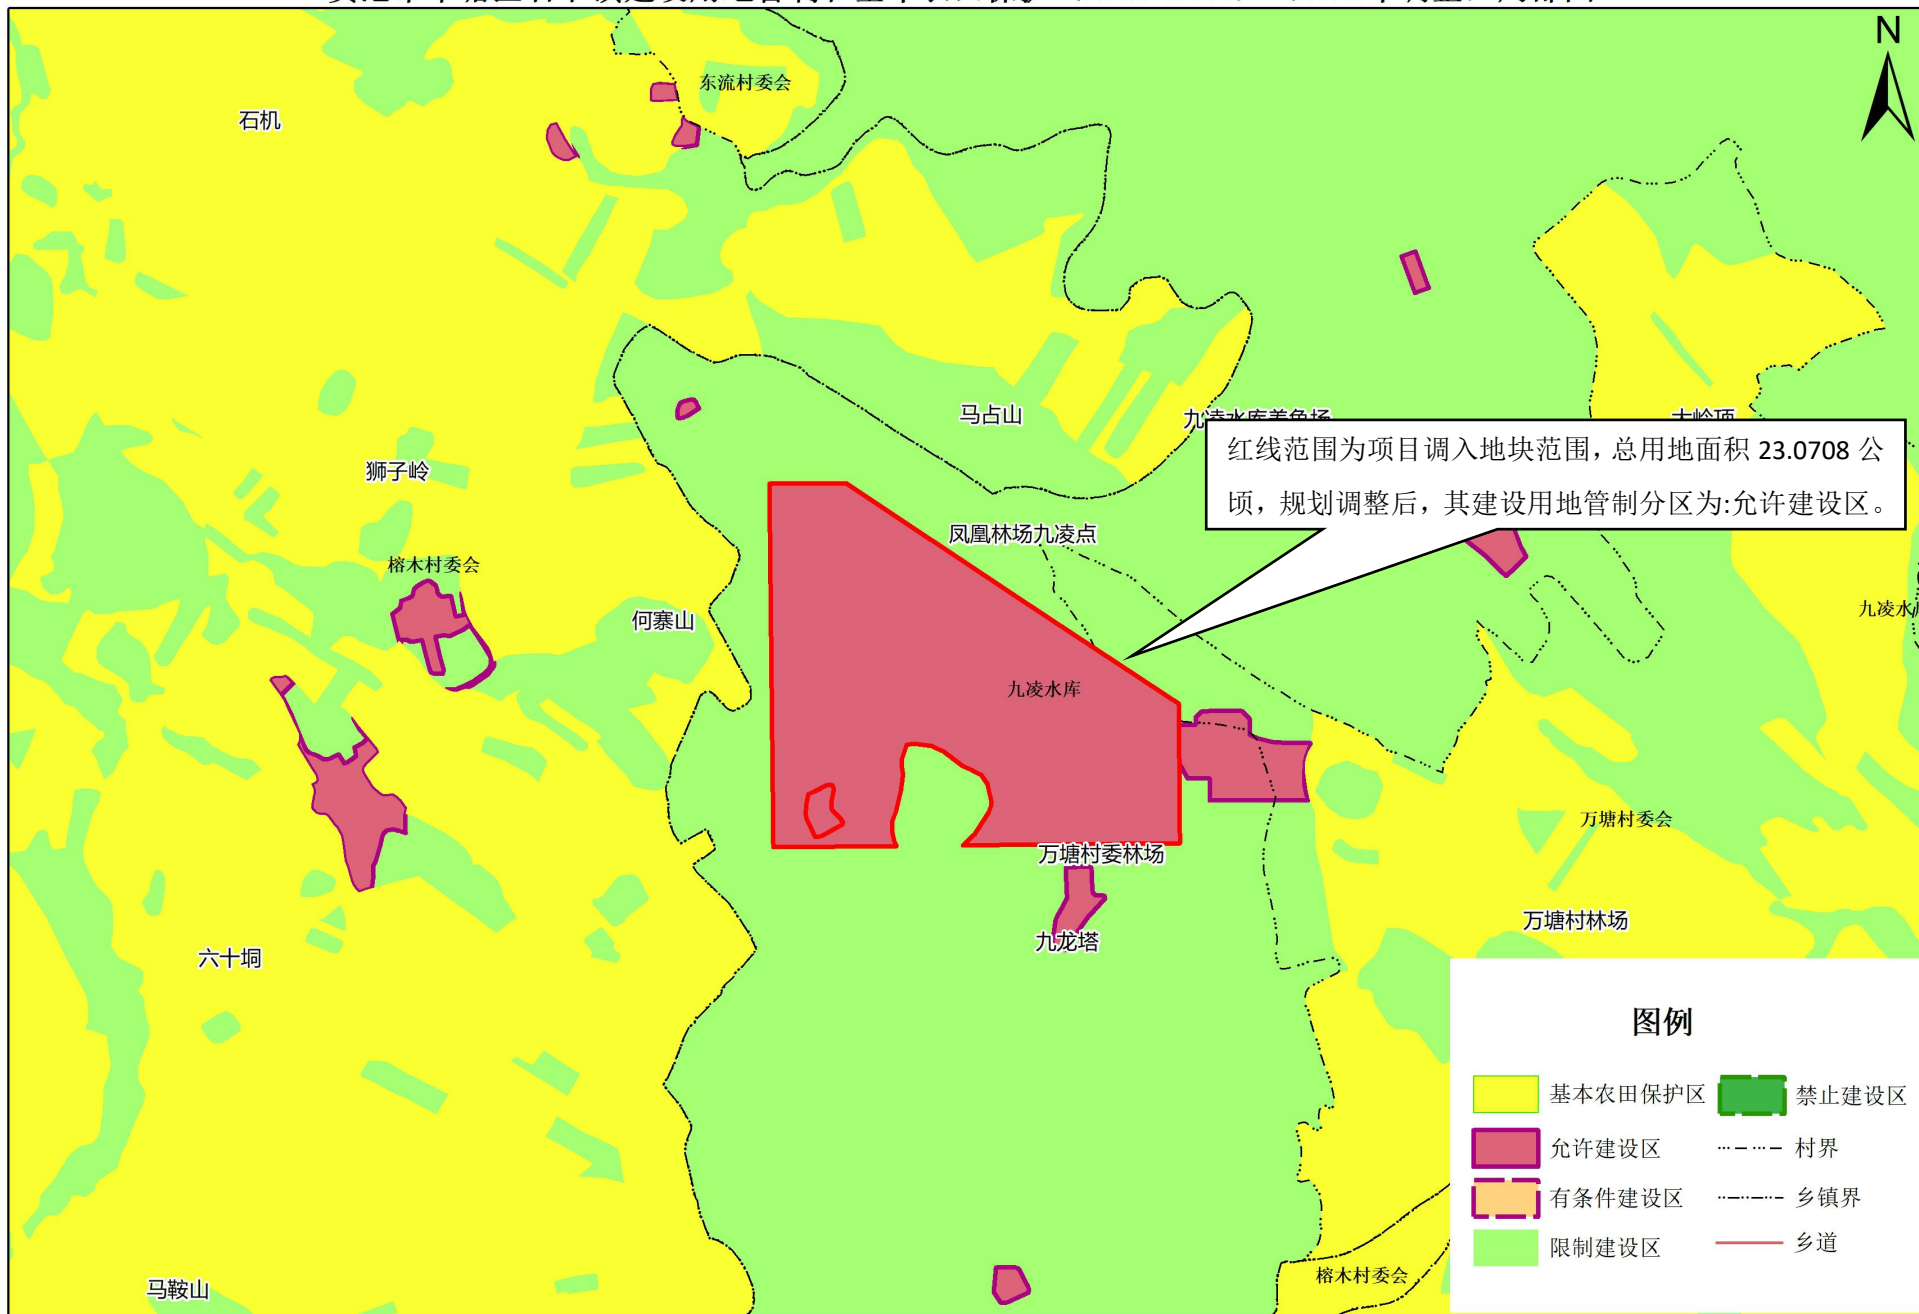 东流村委会
石机
马占山
狮子岭
红线范围为项目调入地块范围，总用地面积 23.0708 公
顷，规划调整后，其建设用地管制分区为:允许建设区。
凤凰林场九凌点
榕木村委会
何寨山
九凌水
九凌水库
万塘村委会
万塘村委林场
万塘村林场
九龙塔
六十垌
马鞍山
榕木村委会
N
图例
基本农田保护区
禁止建设区
允许建设区
村界
有条件建设区
乡镇界
限制建设区
乡道